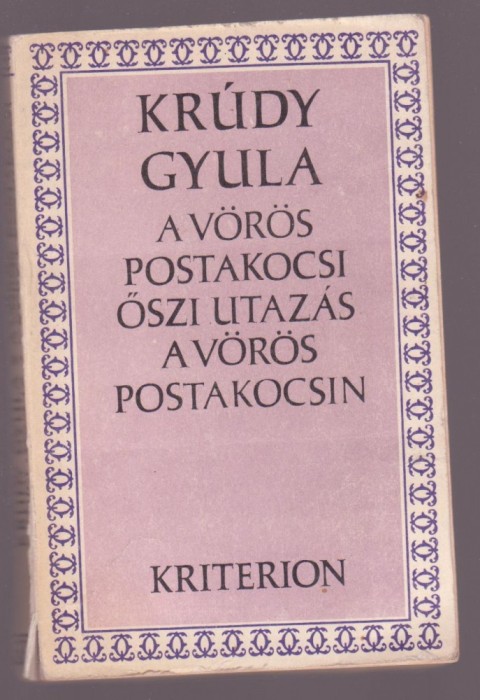 KRÚDY
GYULA
A VÖRÖS
POSTAKOCSI
ŐSZI UTAZÁS
A VÖRÖS
POSTAKOCSIN
KRITERION